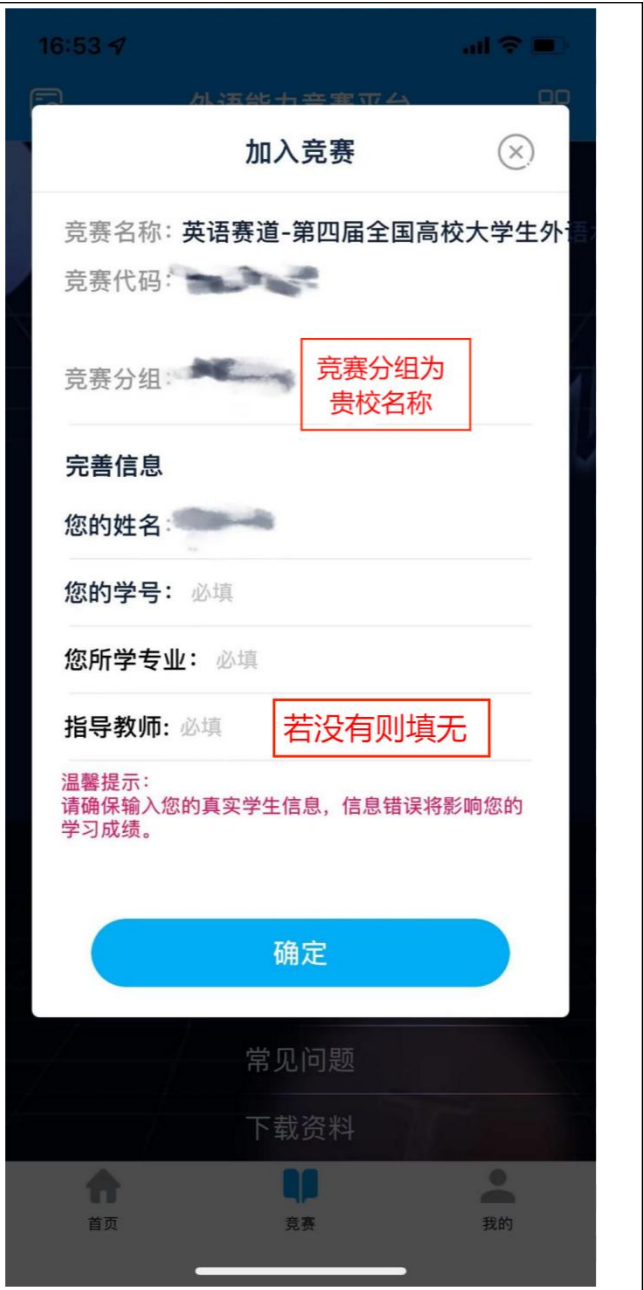 16:53
外语能力竞赛平台
加入竞赛
竞赛名称：英语赛道-第四届全国高校大学生外语
竞赛代码：
竞赛分组：
竞赛分组为
贵校名称
完善信息
您的姓名：
您的学号：必填
您所学专业：必填
指导教师: 必填
若没有则填无
温馨提示：
请确保输入您的真实学生信息，信息错误将影响您的
学习成绩。
确定
常见问题
下载资料
首页
竞赛
我的